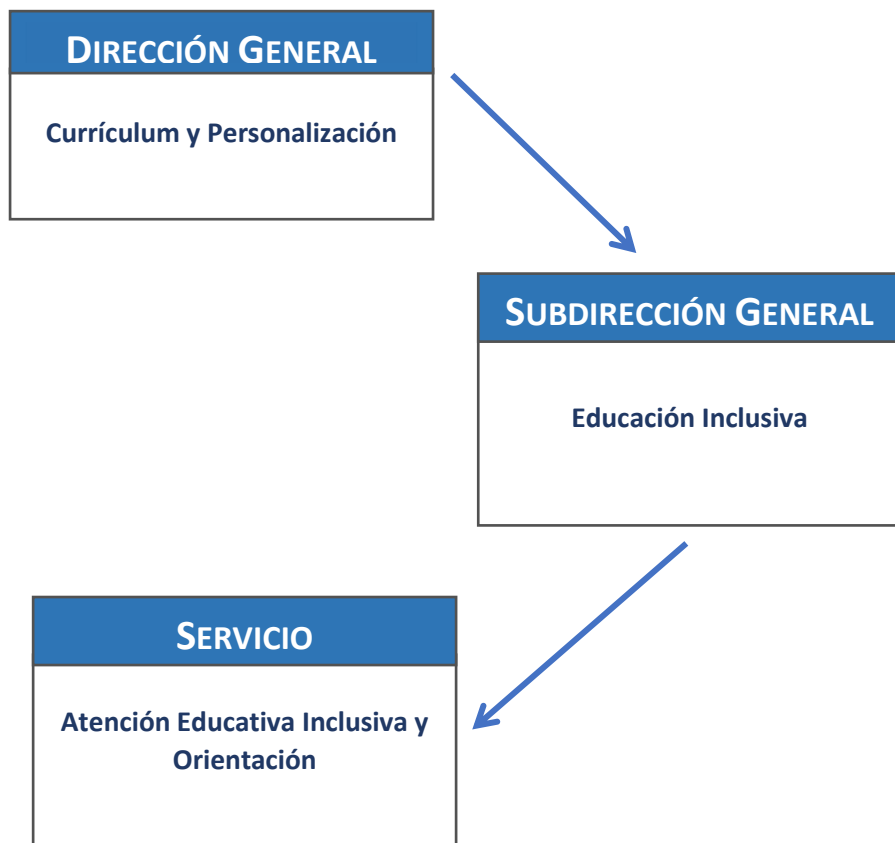 DIRECCIÓN GENERAL
Currículum y Personalización
SUBDIRECCIÓN GENERAL
Educación Inclusiva
SERVICIO
Atención Educativa Inclusiva y
Orientación